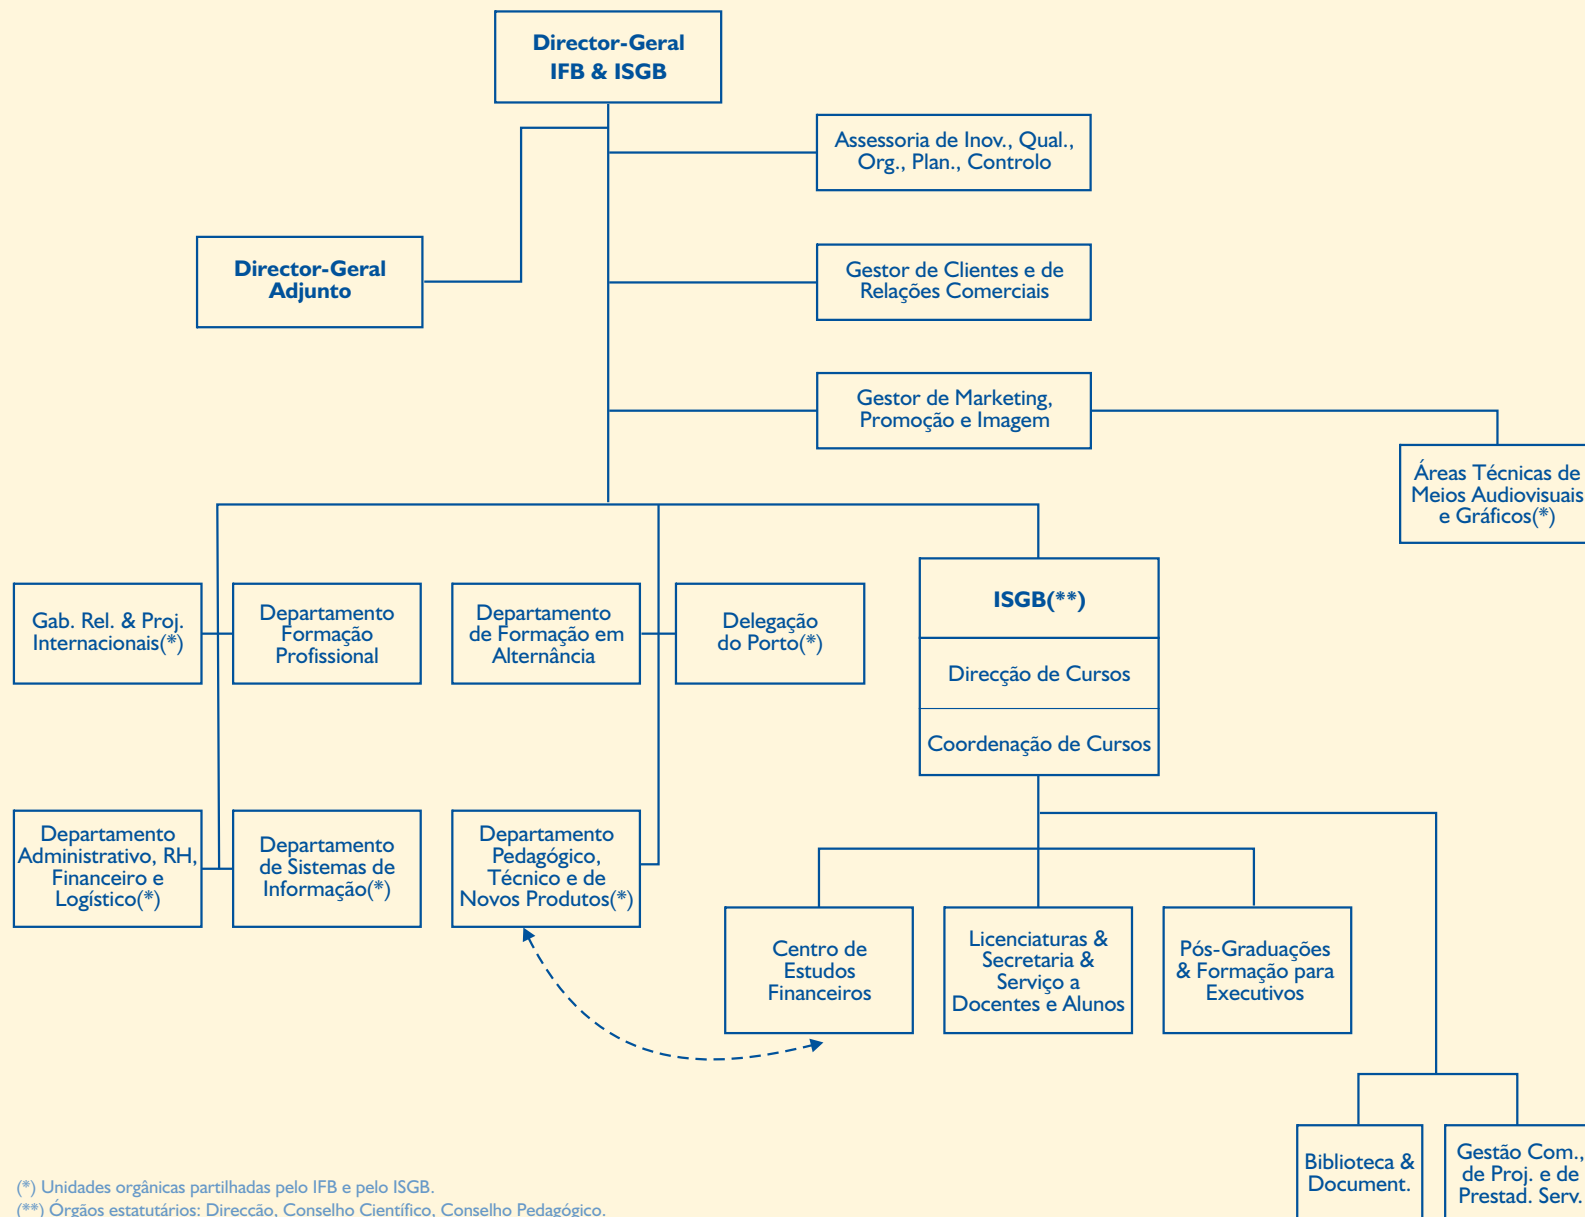 Director-Geral
IFB & ISGB
Assessoria de Inov., Qual.,
Org., Plan., Controlo
Director-Geral
Adjunto
Gestor de Clientes e de
Relações Comerciais
Gestor de Marketing,
Promoção e Imagem
Áreas Técnicas de
Meios Audiovisuais
e Gráficos(*)
Gab. Rel. & Proj.
Internacionais(*)
Departamento
Formação
Profissional
Departamento
de Formação em
Alternância
Delegação
do Porto(*)
ISGB(**)
Direcção de Cursos
Coordenação de Cursos
Departamento
Administrativo, RH,
Financeiro e
Logístico(*)
Departamento
de Sistemas de
Informação(*)
Departamento
Pedagógico,
Técnico e de
Novos Produtos(*)
Centro de
Estudos
Financeiros
Licenciaturas &
Secretaria &
Serviço a
Docentes e Alunos
Pós-Graduações
& Formação para
Executivos
Biblioteca &
Document.
Gestão Com.,
de Proj. e de
Prestad. Serv.
(*) Unidades orgânicas partilhadas pelo IFB e pelo ISGB.
(**) Órgãos estatutários: Direcção, Conselho Científico, Conselho Pedagógico.